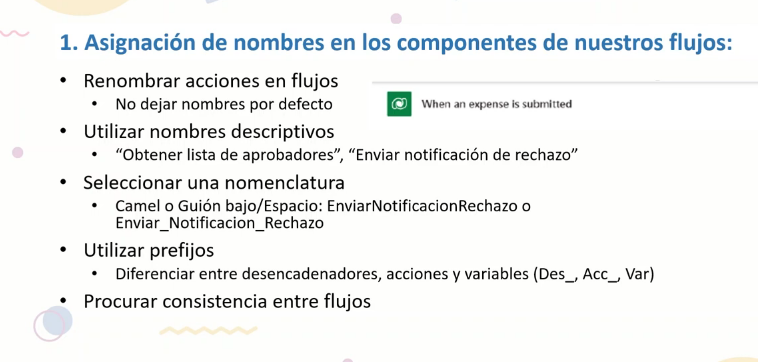 1. Asignación de nombres en los componentes de nuestros flujos:
• Renombrar acciones en flujos
• No dejar nombres por defecto
When an expense is submitted
• Utilizar nombres descriptivos
• “Obtener lista de aprobadores”, “Enviar notificación de rechazo”
• Seleccionar una nomenclatura
• Camel o Guión bajo/Espacio: EnviarNotificacionRechazo o
Enviar_Notificacion_Rechazo
• Utilizar prefijos
• Diferenciar entre desencadenadores, acciones y variables (Des_, Acc_, Var)
• Procurar consistencia entre flujos